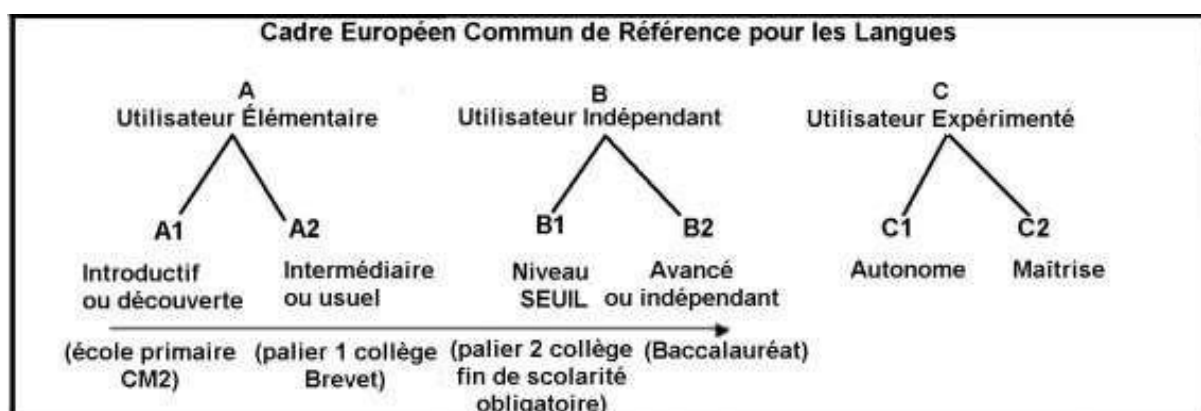 Cadre Européen Commun de Référence pour les Langues
A
Utilisateur Élémentaire
B
Utilisateur Indépendant
C
Utilisateur Expérimenté
A1
A2
B1
B2
C1
C2
Introductif
ou découverte
Intermédiaire
ou usuel
Niveau
SEUIL
Avancé
ou indépendant
Autonome
Maîtrise
(école primaire
CM2)
(palier 1 collège
Brevet)
(palier 2 collège
fin de scolarité
obligatoire)
(Baccalauréat)